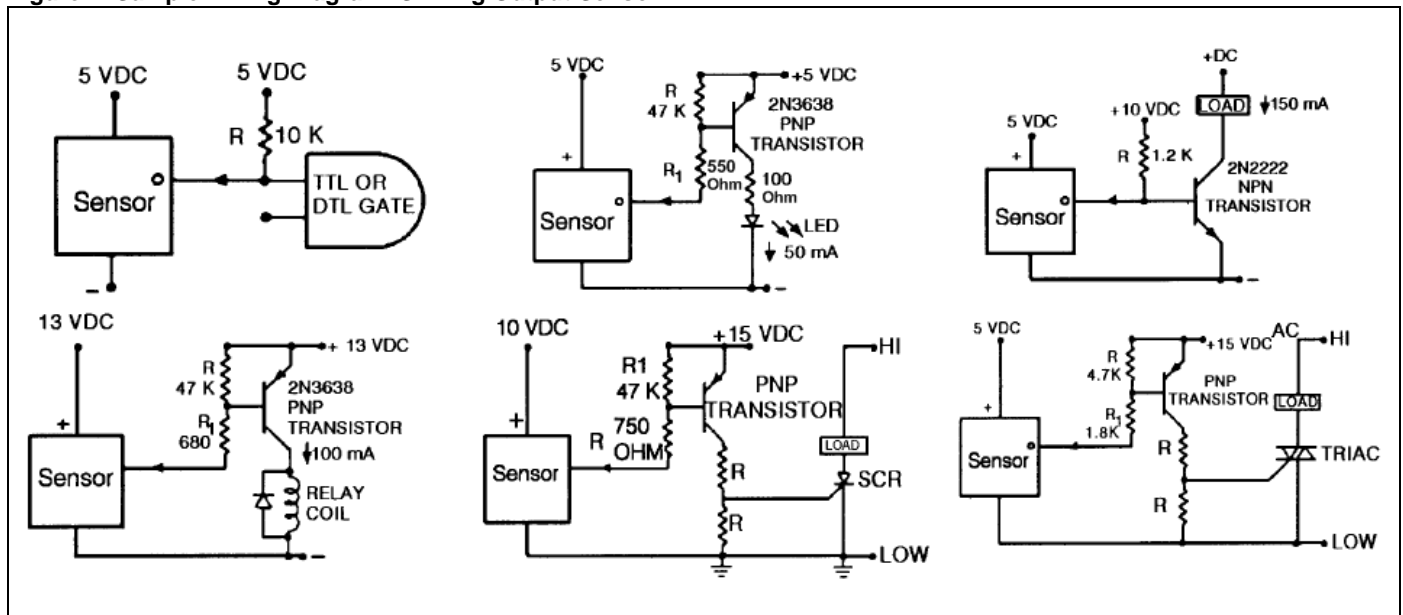 5 VDC
5 VDC
R
10 K
Sensor
TTL OR
DTL GATE
–
5 VDC
+5 VDC
R
47 K
2N3638
PNP
TRANSISTOR
+
R1
550
Ohm
100
Ohm
Sensor
LED
50 mA
–
+DC
LOAD
150 mA
+10 VDC
5 VDC
+
R
1.2 K
2N2222
NPN
TRANSISTOR
Sensor
–
13 VDC
+ 13 VDC
R
47 K
2N3638
PNP
TRANSISTOR
+
R1
680
100 mA
Sensor
RELAY
COIL
–
10 VDC
+15 VDC
HI
R1
47 K
PNP
TRANSISTOR
+
R
750
OHM
LOAD
Sensor
R
SCR
R
LOW
5 VDC
AC
HI
+15 VDC
R
4.7K
PNP
TRANSISTOR
LOAD
+
R1
1.8K
Sensor
R
TRIAC
R
LOW